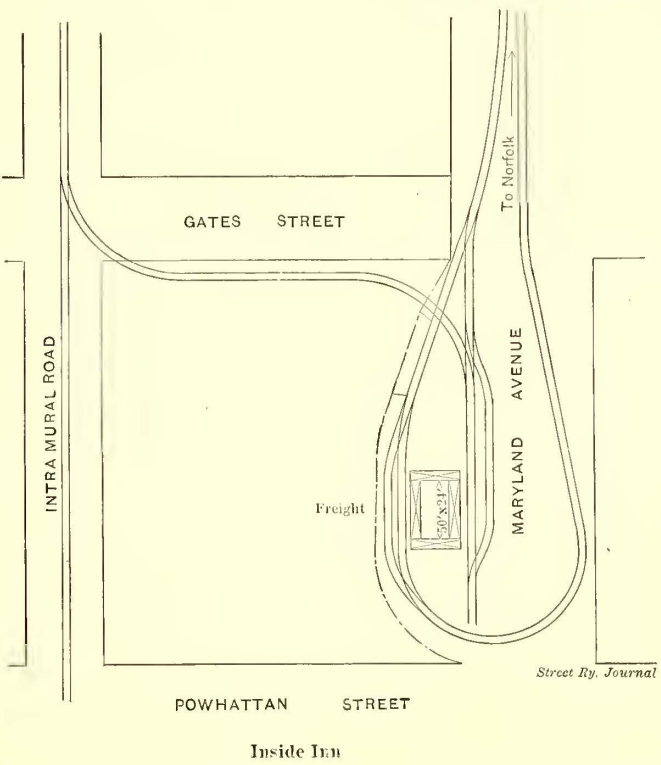 To Norfolk
GATES STREET
INTRA MURAL ROAD
MARYLAND AVENUE
Freight
50'x24'
Street Ry. Journal
POWHATTAN STREET
Inside Inn